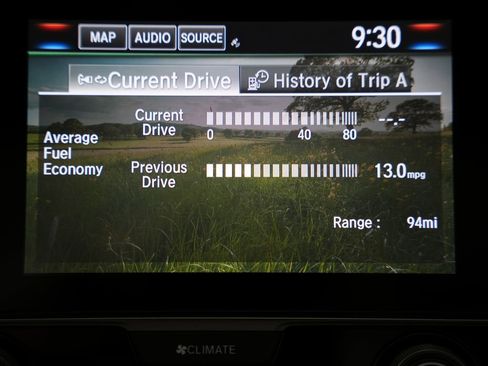 MAP AUDIO SOURCE 9:30
Current Drive History of Trip A
Current
Drive
--.-
0 40 80
Average
Fuel
Economy
Previous
Drive
13.0mpg
Range : 94mi
CLIMATE